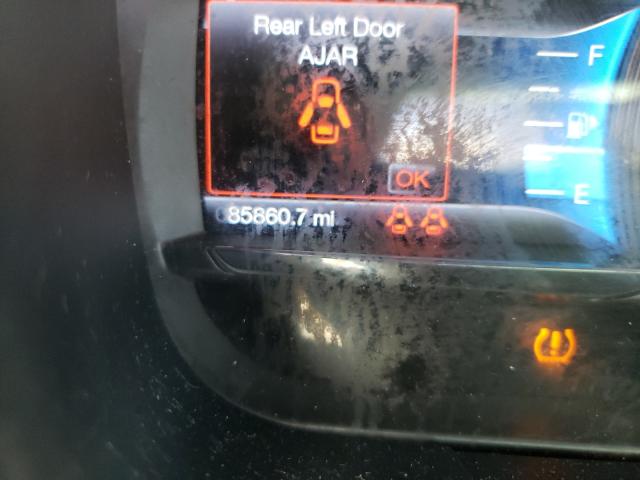 Rear Left Door
AJAR
F
OK
E
85860.7 mi